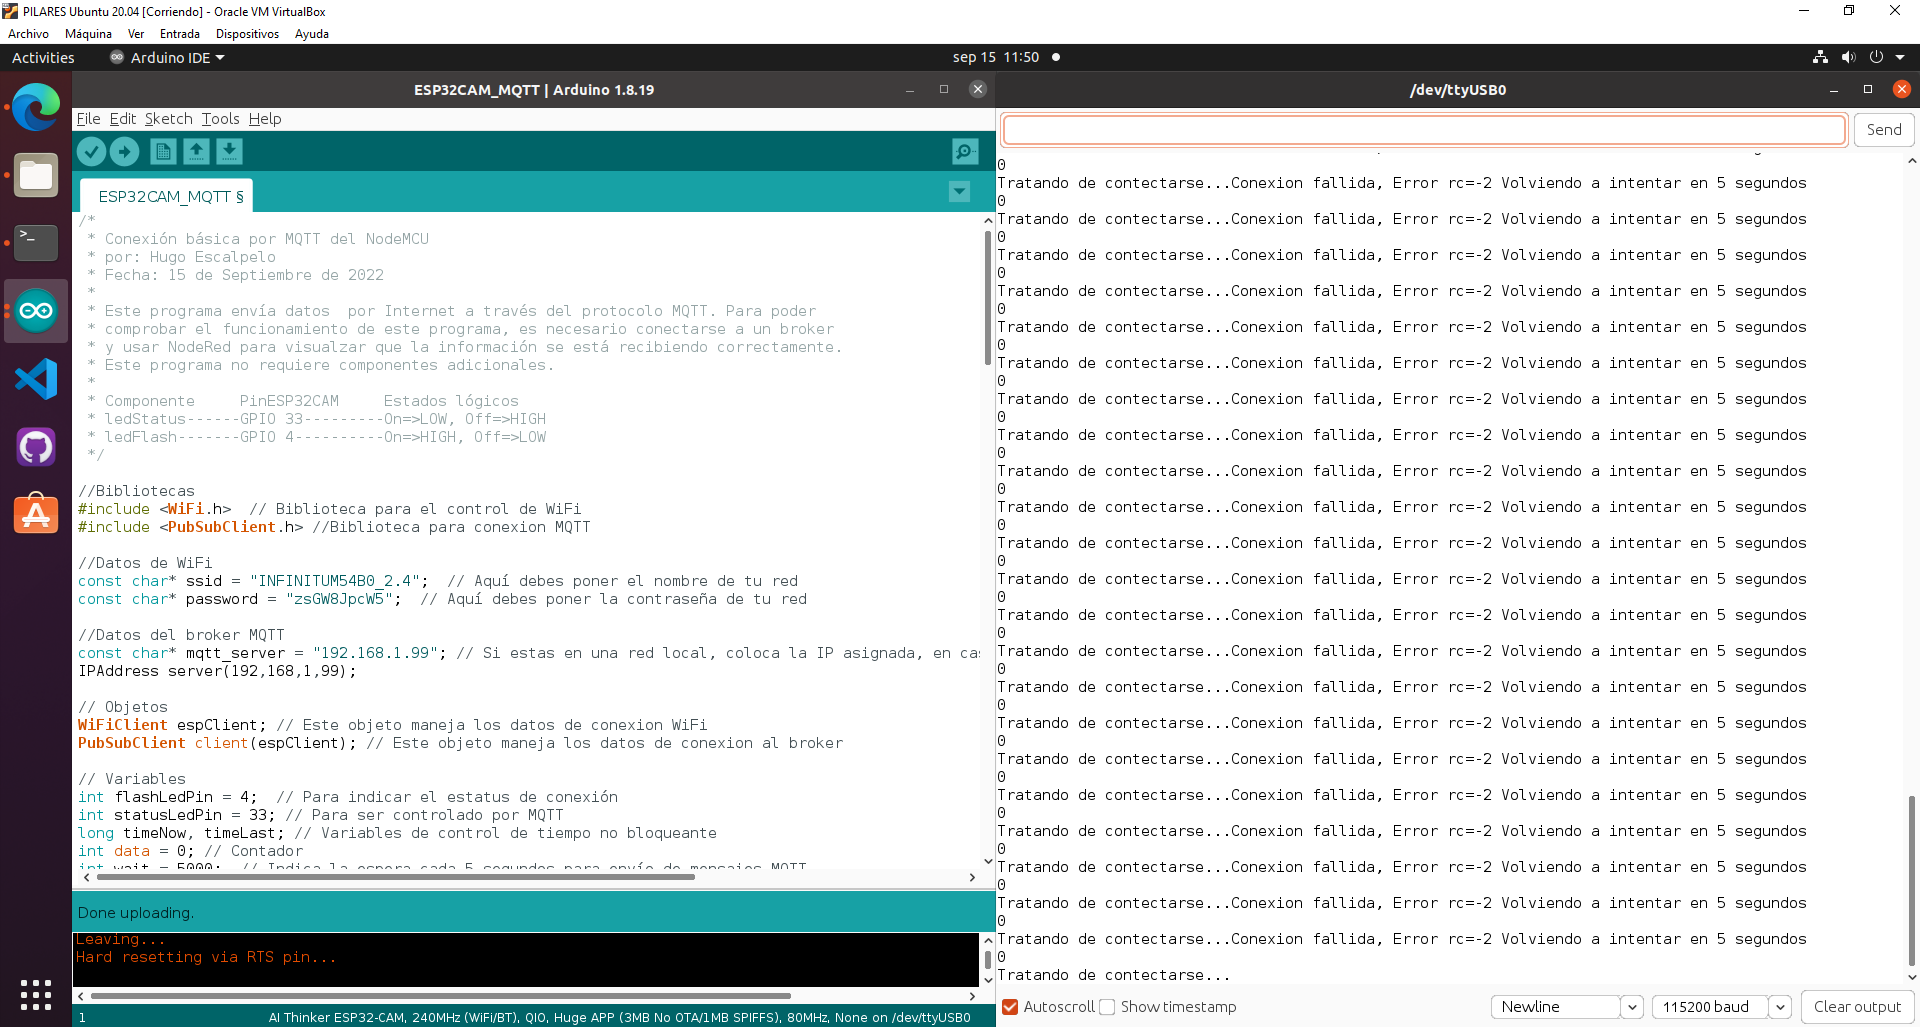 PILARES Ubuntu 20.04 [Corriendo] - Oracle VM VirtualBox
Archivo Máquina Ver Entrada Dispositivos Ayuda
Activities Arduino IDE sep 15 11:50
ESP32CAM_MQTT | Arduino 1.8.19
File Edit Sketch Tools Help
ESP32CAM_MQTT §
/*
* Conexión básica por MQTT del NodeMCU
* por: Hugo Escalpelo
* Fecha: 15 de Septiembre de 2022
*
* Este programa envía datos  por Internet a través del protocolo MQTT. Para poder
* comprobar el funcionamiento de este programa, es necesario conectarse a un broker
* y usar NodeRed para visualzar que la información se está recibiendo correctamente.
* Este programa no requiere componentes adicionales.
*
* Componente     PinESP32CAM     Estados lógicos
* ledStatus------GPIO 33---------On=>LOW, Off=>HIGH
* ledFlash-------GPIO 4----------On=>HIGH, Off=>LOW
*/
//Bibliotecas
#include <WiFi.h>  // Biblioteca para el control de WiFi
#include <PubSubClient.h> //Biblioteca para conexion MQTT
//Datos de WiFi
const char* ssid = "INFINITUM54B0_2.4";  // Aquí debes poner el nombre de tu red
const char* password = "zsGW8JpcW5";  // Aquí debes poner la contraseña de tu red
//Datos del broker MQTT
const char* mqtt_server = "192.168.1.99"; // Si estas en una red local, coloca la IP asignada, en cas
IPAddress server(192,168,1,99);
// Objetos
WiFiClient espClient; // Este objeto maneja los datos de conexion WiFi
PubSubClient client(espClient); // Este objeto maneja los datos de conexion al broker
// Variables
int flashLedPin = 4;  // Para indicar el estatus de conexión
int statusLedPin = 33; // Para ser controlado por MQTT
long timeNow, timeLast; // Variables de control de tiempo no bloqueante
int data = 0; // Contador
int wait = 5000;  // Indica la espera cada 5 segundos para envío de mensajes MQTT
Done uploading.
Leaving...
Hard resetting via RTS pin...
1 AI Thinker ESP32-CAM, 240MHz (WiFi/BT), QIO, Huge APP (3MB No OTA/1MB SPIFFS), 80MHz, None on /dev/ttyUSB0
/dev/ttyUSB0
Send
0
Tratando de contectarse...Conexion fallida, Error rc=-2 Volviendo a intentar en 5 segundos
0
Tratando de contectarse...Conexion fallida, Error rc=-2 Volviendo a intentar en 5 segundos
0
Tratando de contectarse...Conexion fallida, Error rc=-2 Volviendo a intentar en 5 segundos
0
Tratando de contectarse...Conexion fallida, Error rc=-2 Volviendo a intentar en 5 segundos
0
Tratando de contectarse...Conexion fallida, Error rc=-2 Volviendo a intentar en 5 segundos
0
Tratando de contectarse...Conexion fallida, Error rc=-2 Volviendo a intentar en 5 segundos
0
Tratando de contectarse...Conexion fallida, Error rc=-2 Volviendo a intentar en 5 segundos
0
Tratando de contectarse...Conexion fallida, Error rc=-2 Volviendo a intentar en 5 segundos
0
Tratando de contectarse...Conexion fallida, Error rc=-2 Volviendo a intentar en 5 segundos
0
Tratando de contectarse...Conexion fallida, Error rc=-2 Volviendo a intentar en 5 segundos
0
Tratando de contectarse...Conexion fallida, Error rc=-2 Volviendo a intentar en 5 segundos
0
Tratando de contectarse...Conexion fallida, Error rc=-2 Volviendo a intentar en 5 segundos
0
Tratando de contectarse...Conexion fallida, Error rc=-2 Volviendo a intentar en 5 segundos
0
Tratando de contectarse...Conexion fallida, Error rc=-2 Volviendo a intentar en 5 segundos
0
Tratando de contectarse...Conexion fallida, Error rc=-2 Volviendo a intentar en 5 segundos
0
Tratando de contectarse...Conexion fallida, Error rc=-2 Volviendo a intentar en 5 segundos
0
Tratando de contectarse...Conexion fallida, Error rc=-2 Volviendo a intentar en 5 segundos
0
Tratando de contectarse...Conexion fallida, Error rc=-2 Volviendo a intentar en 5 segundos
0
Tratando de contectarse...Conexion fallida, Error rc=-2 Volviendo a intentar en 5 segundos
0
Tratando de contectarse...Conexion fallida, Error rc=-2 Volviendo a intentar en 5 segundos
0
Tratando de contectarse...Conexion fallida, Error rc=-2 Volviendo a intentar en 5 segundos
0
Tratando de contectarse...Conexion fallida, Error rc=-2 Volviendo a intentar en 5 segundos
0
Tratando de contectarse...
Autoscroll Show timestamp Newline 115200 baud Clear output